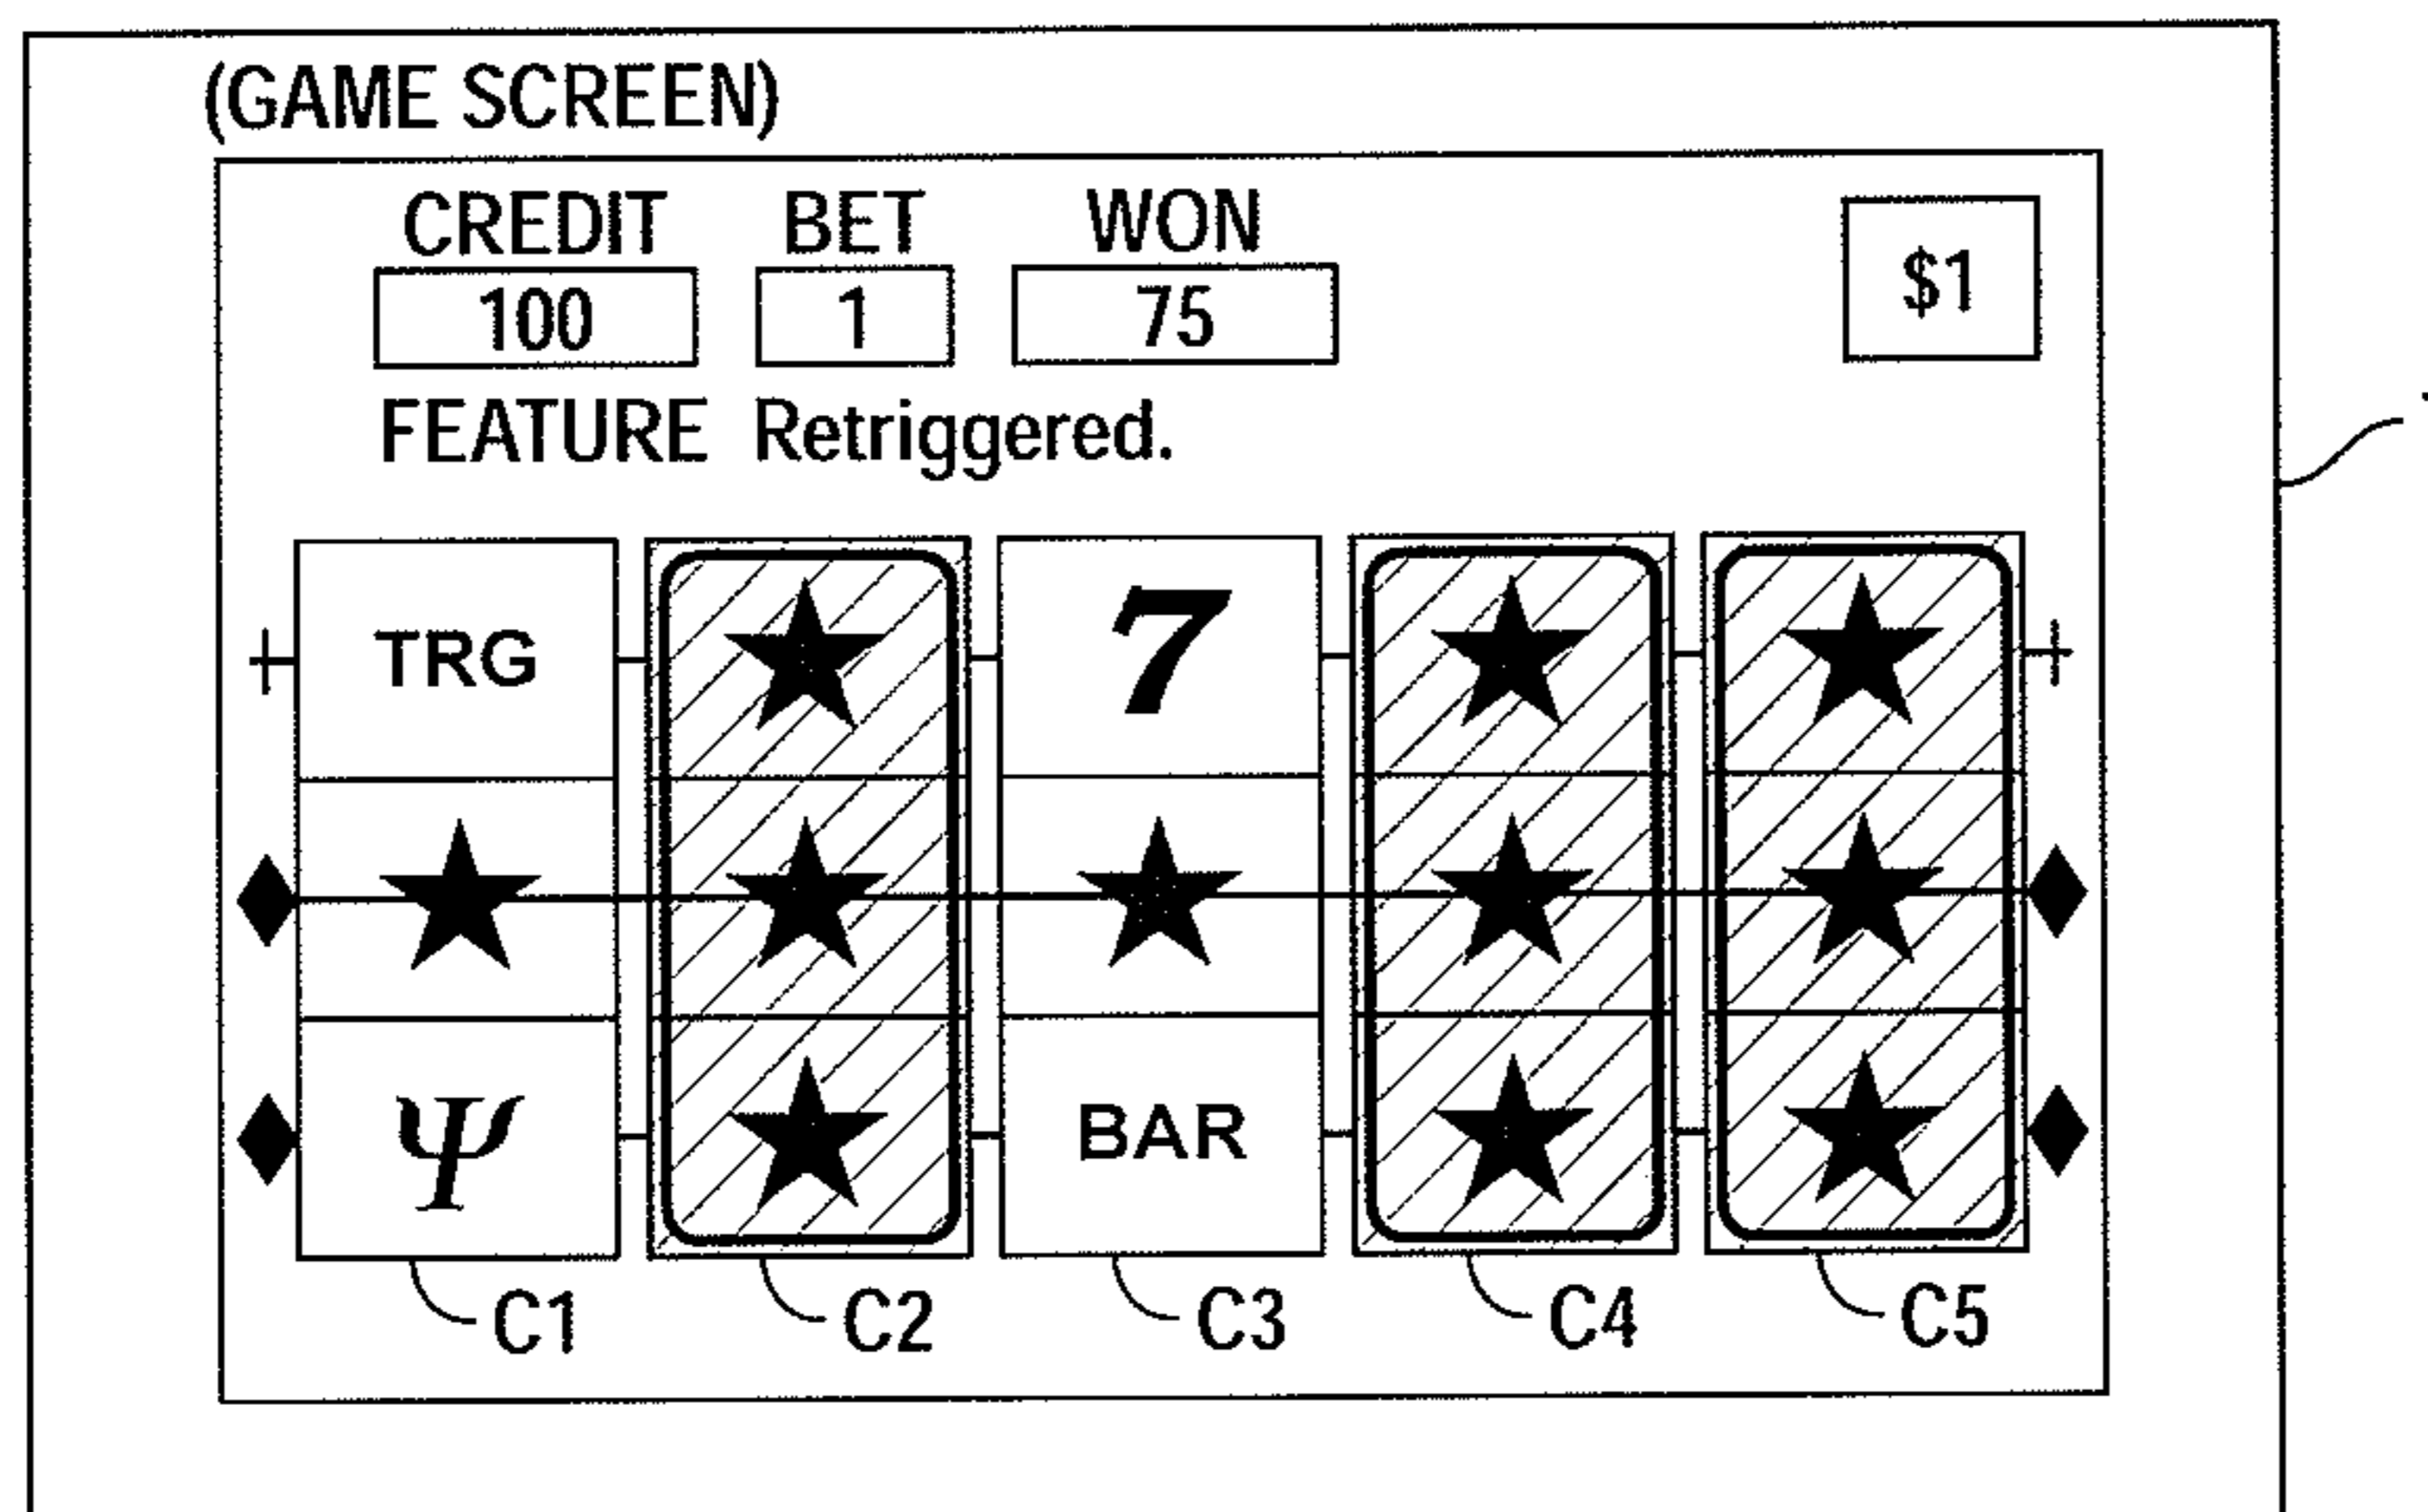 (GAME SCREEN)
CREDIT BET WON
100 1 75 $1
FEATURE Retriggered.
TRG 7
Ψ BAR
C1 C2 C3 C4 C5